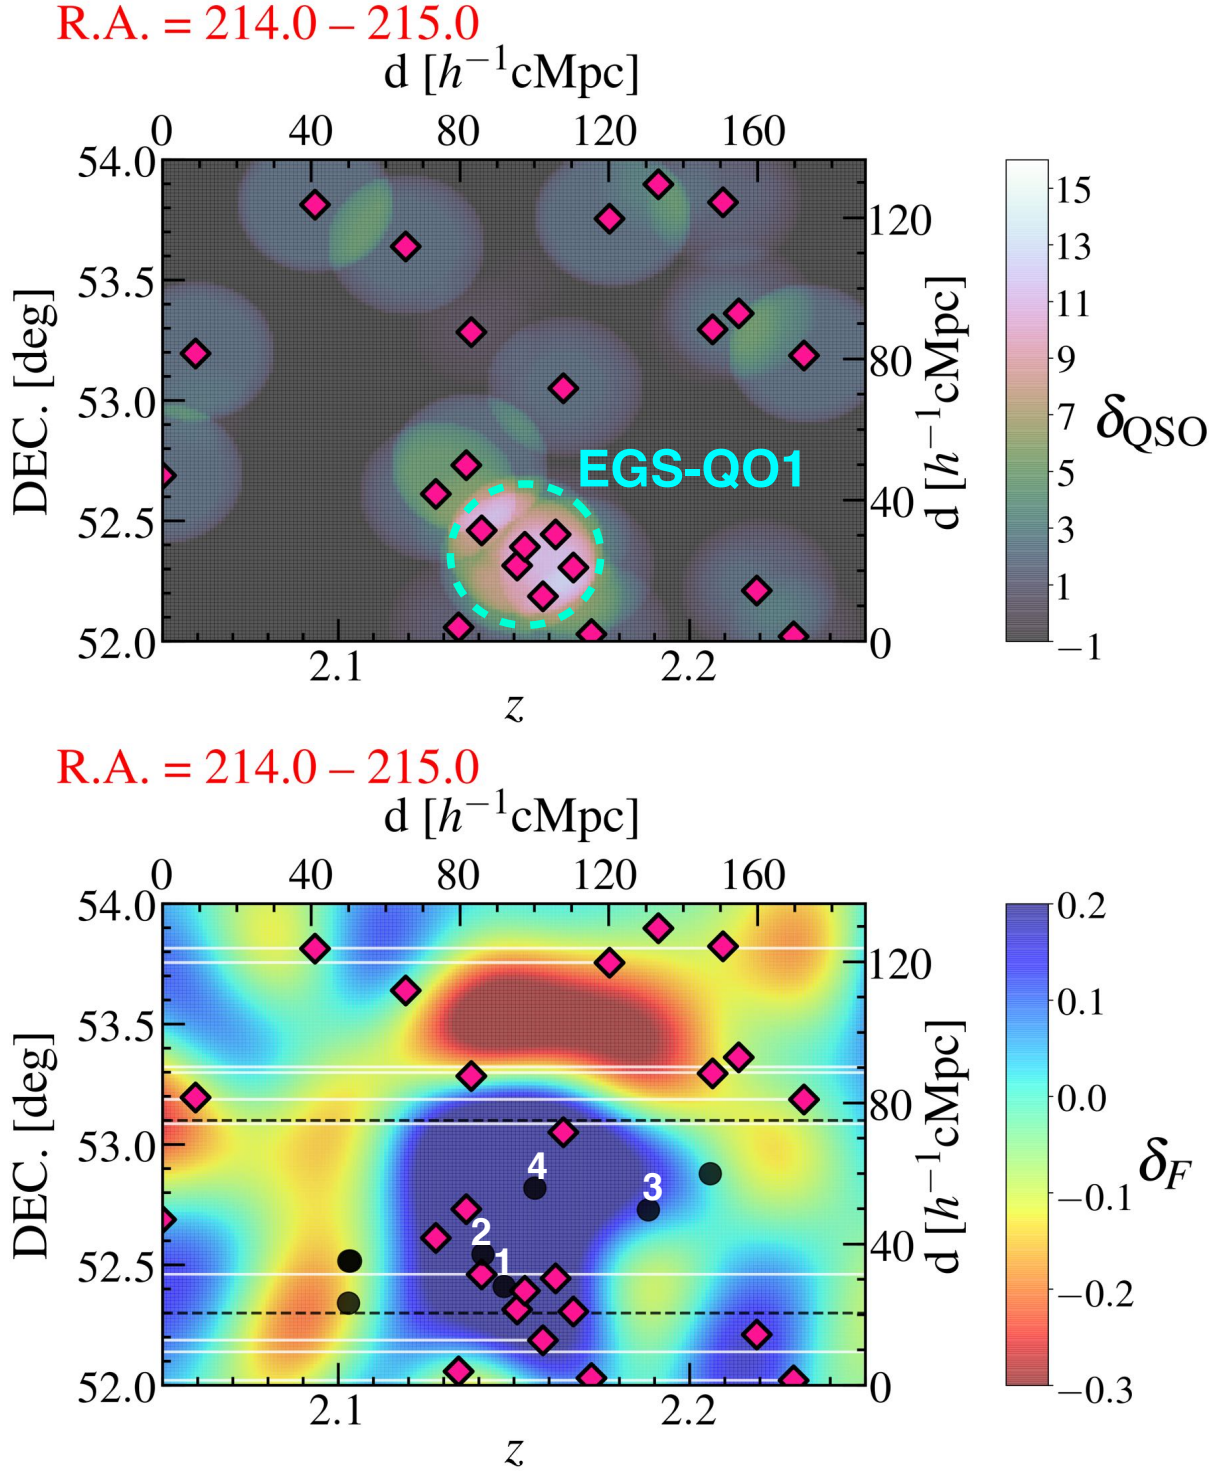 R.A. = 214.0 – 215.0
d [h⁻¹cMpc]
0 40 80 120 160
54.0
53.5
53.0
52.5
52.0
DEC. [deg]
EGS-QO1
120
80
40
0
d [h⁻¹cMpc]
2.1 2.2
z
15
13
11
9
7
5
3
1
−1
δQSO
R.A. = 214.0 – 215.0
d [h⁻¹cMpc]
0 40 80 120 160
54.0
53.5
53.0
52.5
52.0
DEC. [deg]
4
3
2
1
120
80
40
0
d [h⁻¹cMpc]
2.1 2.2
z
0.2
0.1
0.0
−0.1
−0.2
−0.3
δF